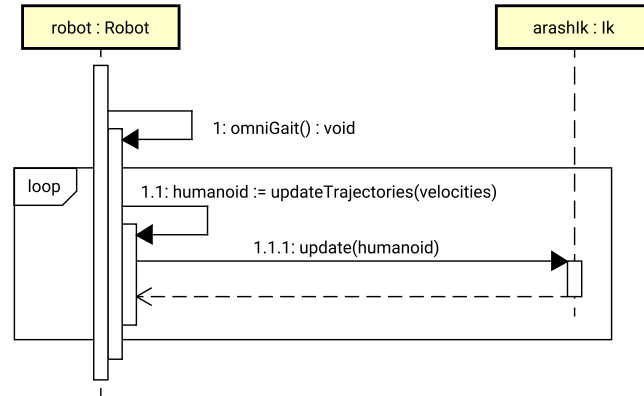 robot : Robot
arashIk : Ik
1: omniGait() : void
loop
1.1: humanoid := updateTrajectories(velocities)
1.1.1: update(humanoid)